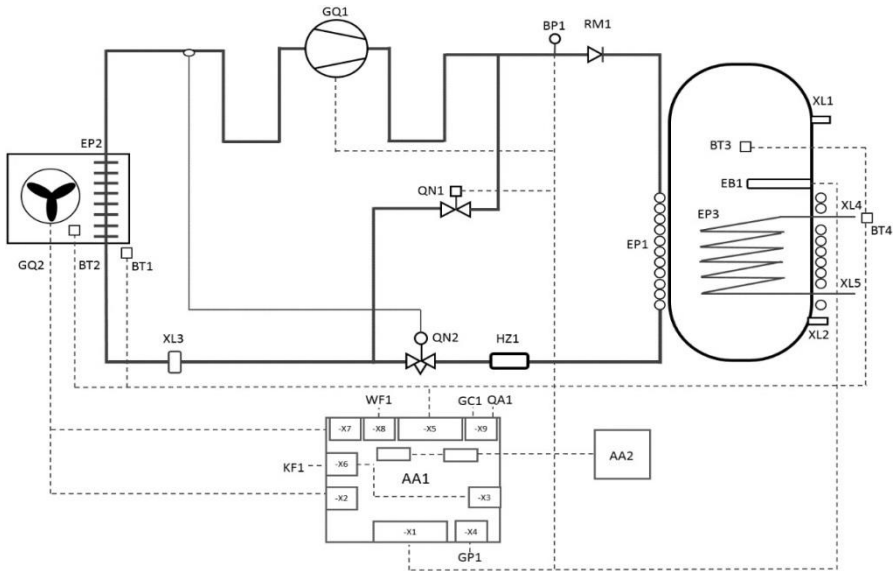 GQ1
BP1
RM1
XL1
EP2
BT3
QN1
EB1
XL4
EP3
BT4
EP1
GQ2
BT2
BT1
XL5
XL3
QN2
HZ1
XL2
WF1
GC1
QA1
-X7
-X8
-X5
-X9
KF1
-X6
AA1
AA2
-X2
-X3
-X1
-X4
GP1